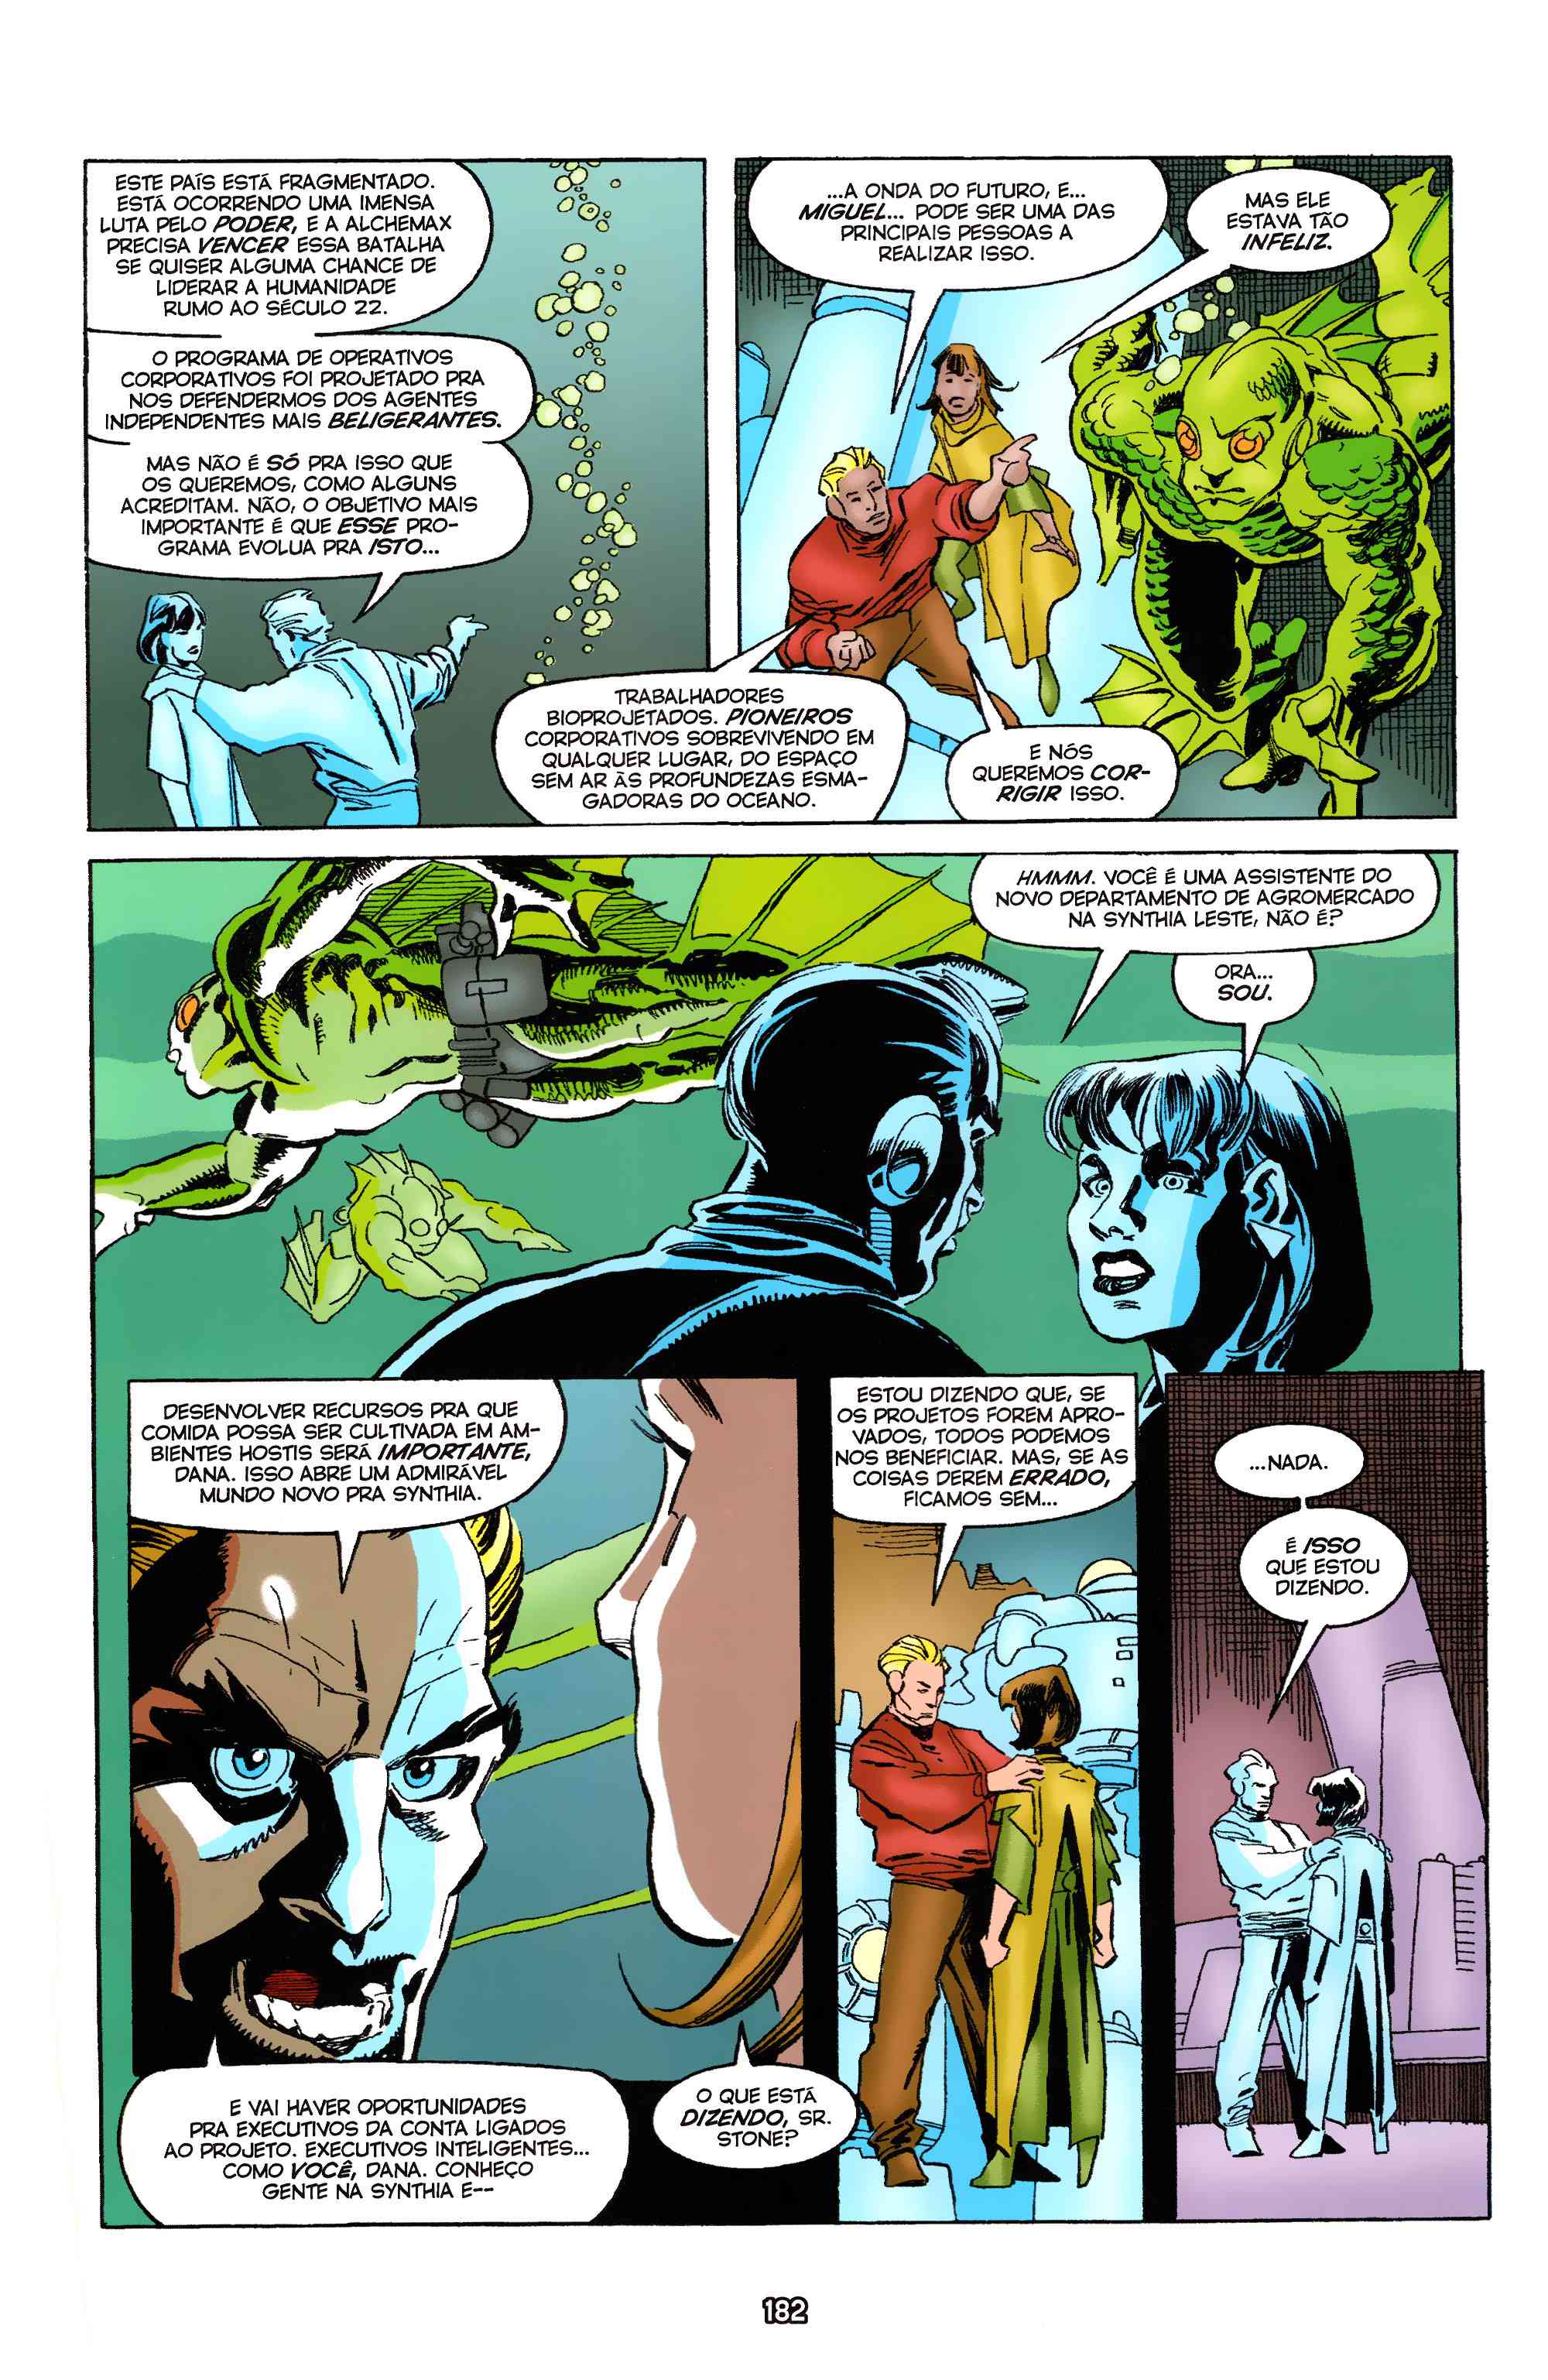 ESTE PAÍS ESTÁ FRAGMENTADO.
ESTÁ OCORRENDO UMA IMENSA
LUTA PELO PODER, E A ALCHEMAX
PRECISA VENCER ESSA BATALHA
SE QUISER ALGUMA CHANCE DE
LIDERAR A HUMANIDADE
RUMO AO SÉCULO 22.
O PROGRAMA DE OPERATIVOS
CORPORATIVOS FOI PROJETADO PRA
NOS DEFENDERMOS DOS AGENTES
INDEPENDENTES MAIS BELIGERANTES.
MAS NÃO É SÓ PRA ISSO QUE
OS QUEREMOS, COMO ALGUNS
ACREDITAM. NÃO, O OBJETIVO MAIS
IMPORTANTE É QUE ESSE PRO-
GRAMA EVOLUA PRA ISTO...
TRABALHADORES
BIOPROJETADOS. PIONEIROS
CORPORATIVOS SOBREVIVENDO EM
QUALQUER LUGAR, DO ESPAÇO
SEM AR ÀS PROFUNDEZAS ESMA-
GADORAS DO OCEANO.
...A ONDA DO FUTURO, E...
MIGUEL... PODE SER UMA DAS
PRINCIPAIS PESSOAS A
REALIZAR ISSO.
MAS ELE
ESTAVA TÃO
INFELIZ.
E NÓS
QUEREMOS COR-
RIGIR ISSO.
HMMM. VOCÊ É UMA ASSISTENTE DO
NOVO DEPARTAMENTO DE AGROMERCADO
NA SYNTHIA LESTE, NÃO É?
ORA...
SOU.
DESENVOLVER RECURSOS PRA QUE
COMIDA POSSA SER CULTIVADA EM AM-
BIENTES HOSTIS SERÁ IMPORTANTE,
DANA. ISSO ABRE UM ADMIRÁVEL
MUNDO NOVO PRA SYNTHIA.
E VAI HAVER OPORTUNIDADES
PRA EXECUTIVOS DA CONTA LIGADOS
AO PROJETO. EXECUTIVOS INTELIGENTES...
COMO VOCÊ, DANA. CONHEÇO
GENTE NA SYNTHIA E--
O QUE ESTÁ
DIZENDO, SR.
STONE?
ESTOU DIZENDO QUE, SE
OS PROJETOS FOREM APRO-
VADOS, TODOS PODEMOS
NOS BENEFICIAR. MAS, SE AS
COISAS DEREM ERRADO,
FICAMOS SEM...
...NADA.
É ISSO
QUE ESTOU
DIZENDO.
182